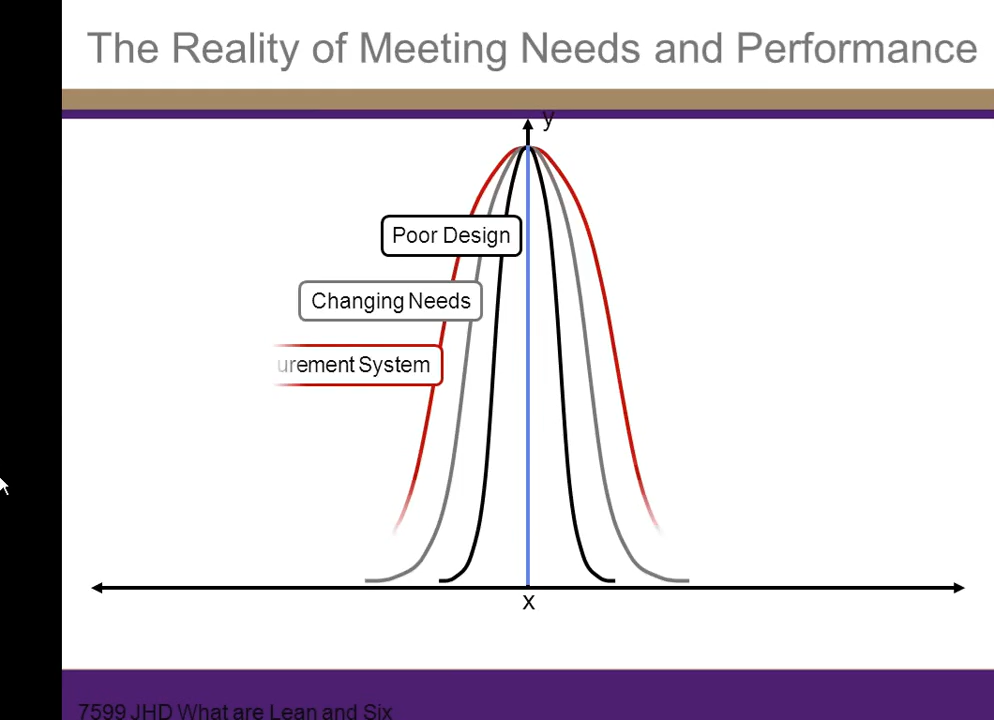 The Reality of Meeting Needs and Performance
y
Poor Design
Changing Needs
urement System
x
7599 JHD What are Lean and Six